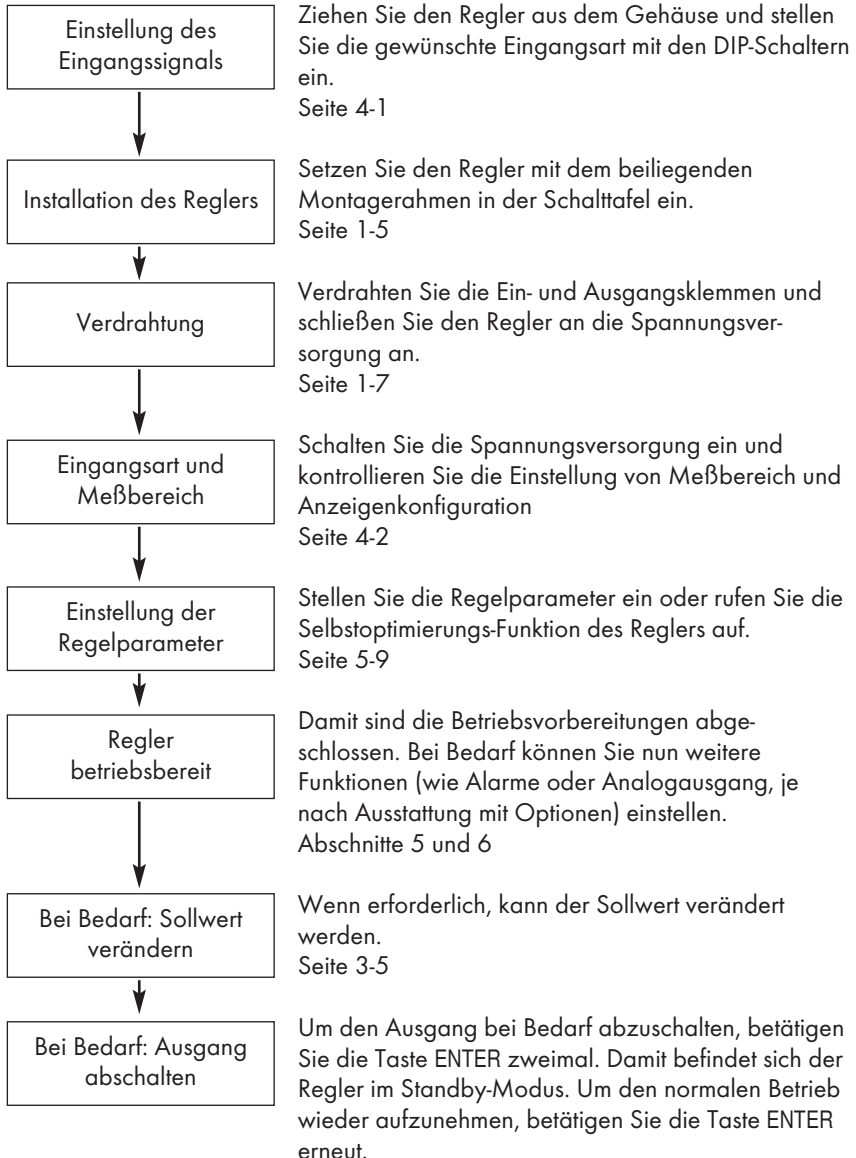 Einstellung des
Eingangssignals
Ziehen Sie den Regler aus dem Gehäuse und stellen
Sie die gewünschte Eingangsart mit den DIP-Schaltern
ein.
Seite 4-1
Installation des Reglers
Setzen Sie den Regler mit dem beiliegenden
Montagerahmen in der Schalttafel ein.
Seite 1-5
Verdrahtung
Verdrahten Sie die Ein- und Ausgangsklemmen und
schließen Sie den Regler an die Spannungsver-
sorgung an.
Seite 1-7
Eingangsart und
Meßbereich
Schalten Sie die Spannungsversorgung ein und
kontrollieren Sie die Einstellung von Meßbereich und
Anzeigenkonfiguration
Seite 4-2
Einstellung der
Regelparameter
Stellen Sie die Regelparameter ein oder rufen Sie die
Selbstoptimierungs-Funktion des Reglers auf.
Seite 5-9
Regler
betriebsbereit
Damit sind die Betriebsvorbereitungen abge-
schlossen. Bei Bedarf können Sie nun weitere
Funktionen (wie Alarme oder Analogausgang, je
nach Ausstattung mit Optionen) einstellen.
Abschnitte 5 und 6
Bei Bedarf: Sollwert
verändern
Wenn erforderlich, kann der Sollwert verändert
werden.
Seite 3-5
Bei Bedarf: Ausgang
abschalten
Um den Ausgang bei Bedarf abzuschalten, betätigen
Sie die Taste ENTER zweimal. Damit befindet sich der
Regler im Standby-Modus. Um den normalen Betrieb
wieder aufzunehmen, betätigen Sie die Taste ENTER
erneut.